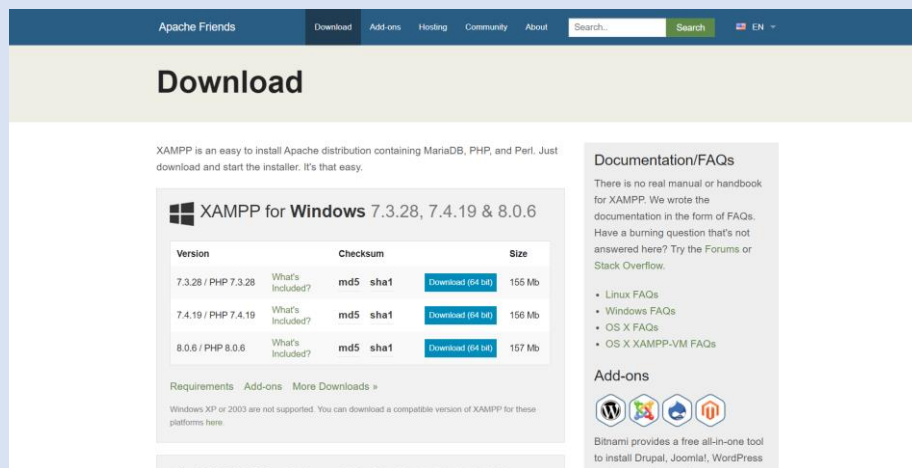 Apache Friends
Download
Add-ons
Hosting
Community
About
Search...
Search
EN
Download
XAMPP is an easy to install Apache distribution containing MariaDB, PHP, and Perl. Just
download and start the installer. It's that easy.
XAMPP for Windows 7.3.28, 7.4.19 & 8.0.6
Version Checksum Size
7.3.28 / PHP 7.3.28 What's Included? md5 sha1 Download (64 bit) 155 Mb
7.4.19 / PHP 7.4.19 What's Included? md5 sha1 Download (64 bit) 156 Mb
8.0.6 / PHP 8.0.6 What's Included? md5 sha1 Download (64 bit) 157 Mb
Requirements Add-ons More Downloads »
Windows XP or 2003 are not supported. You can download a compatible version of XAMPP for these
platforms here.
Documentation/FAQs
There is no real manual or handbook
for XAMPP. We wrote the
documentation in the form of FAQs.
Have a burning question that's not
answered here? Try the Forums or
Stack Overflow.
• Linux FAQs
• Windows FAQs
• OS X FAQs
• OS X XAMPP-VM FAQs
Add-ons
Bitnami provides a free all-in-one tool
to install Drupal, Joomla!, WordPress